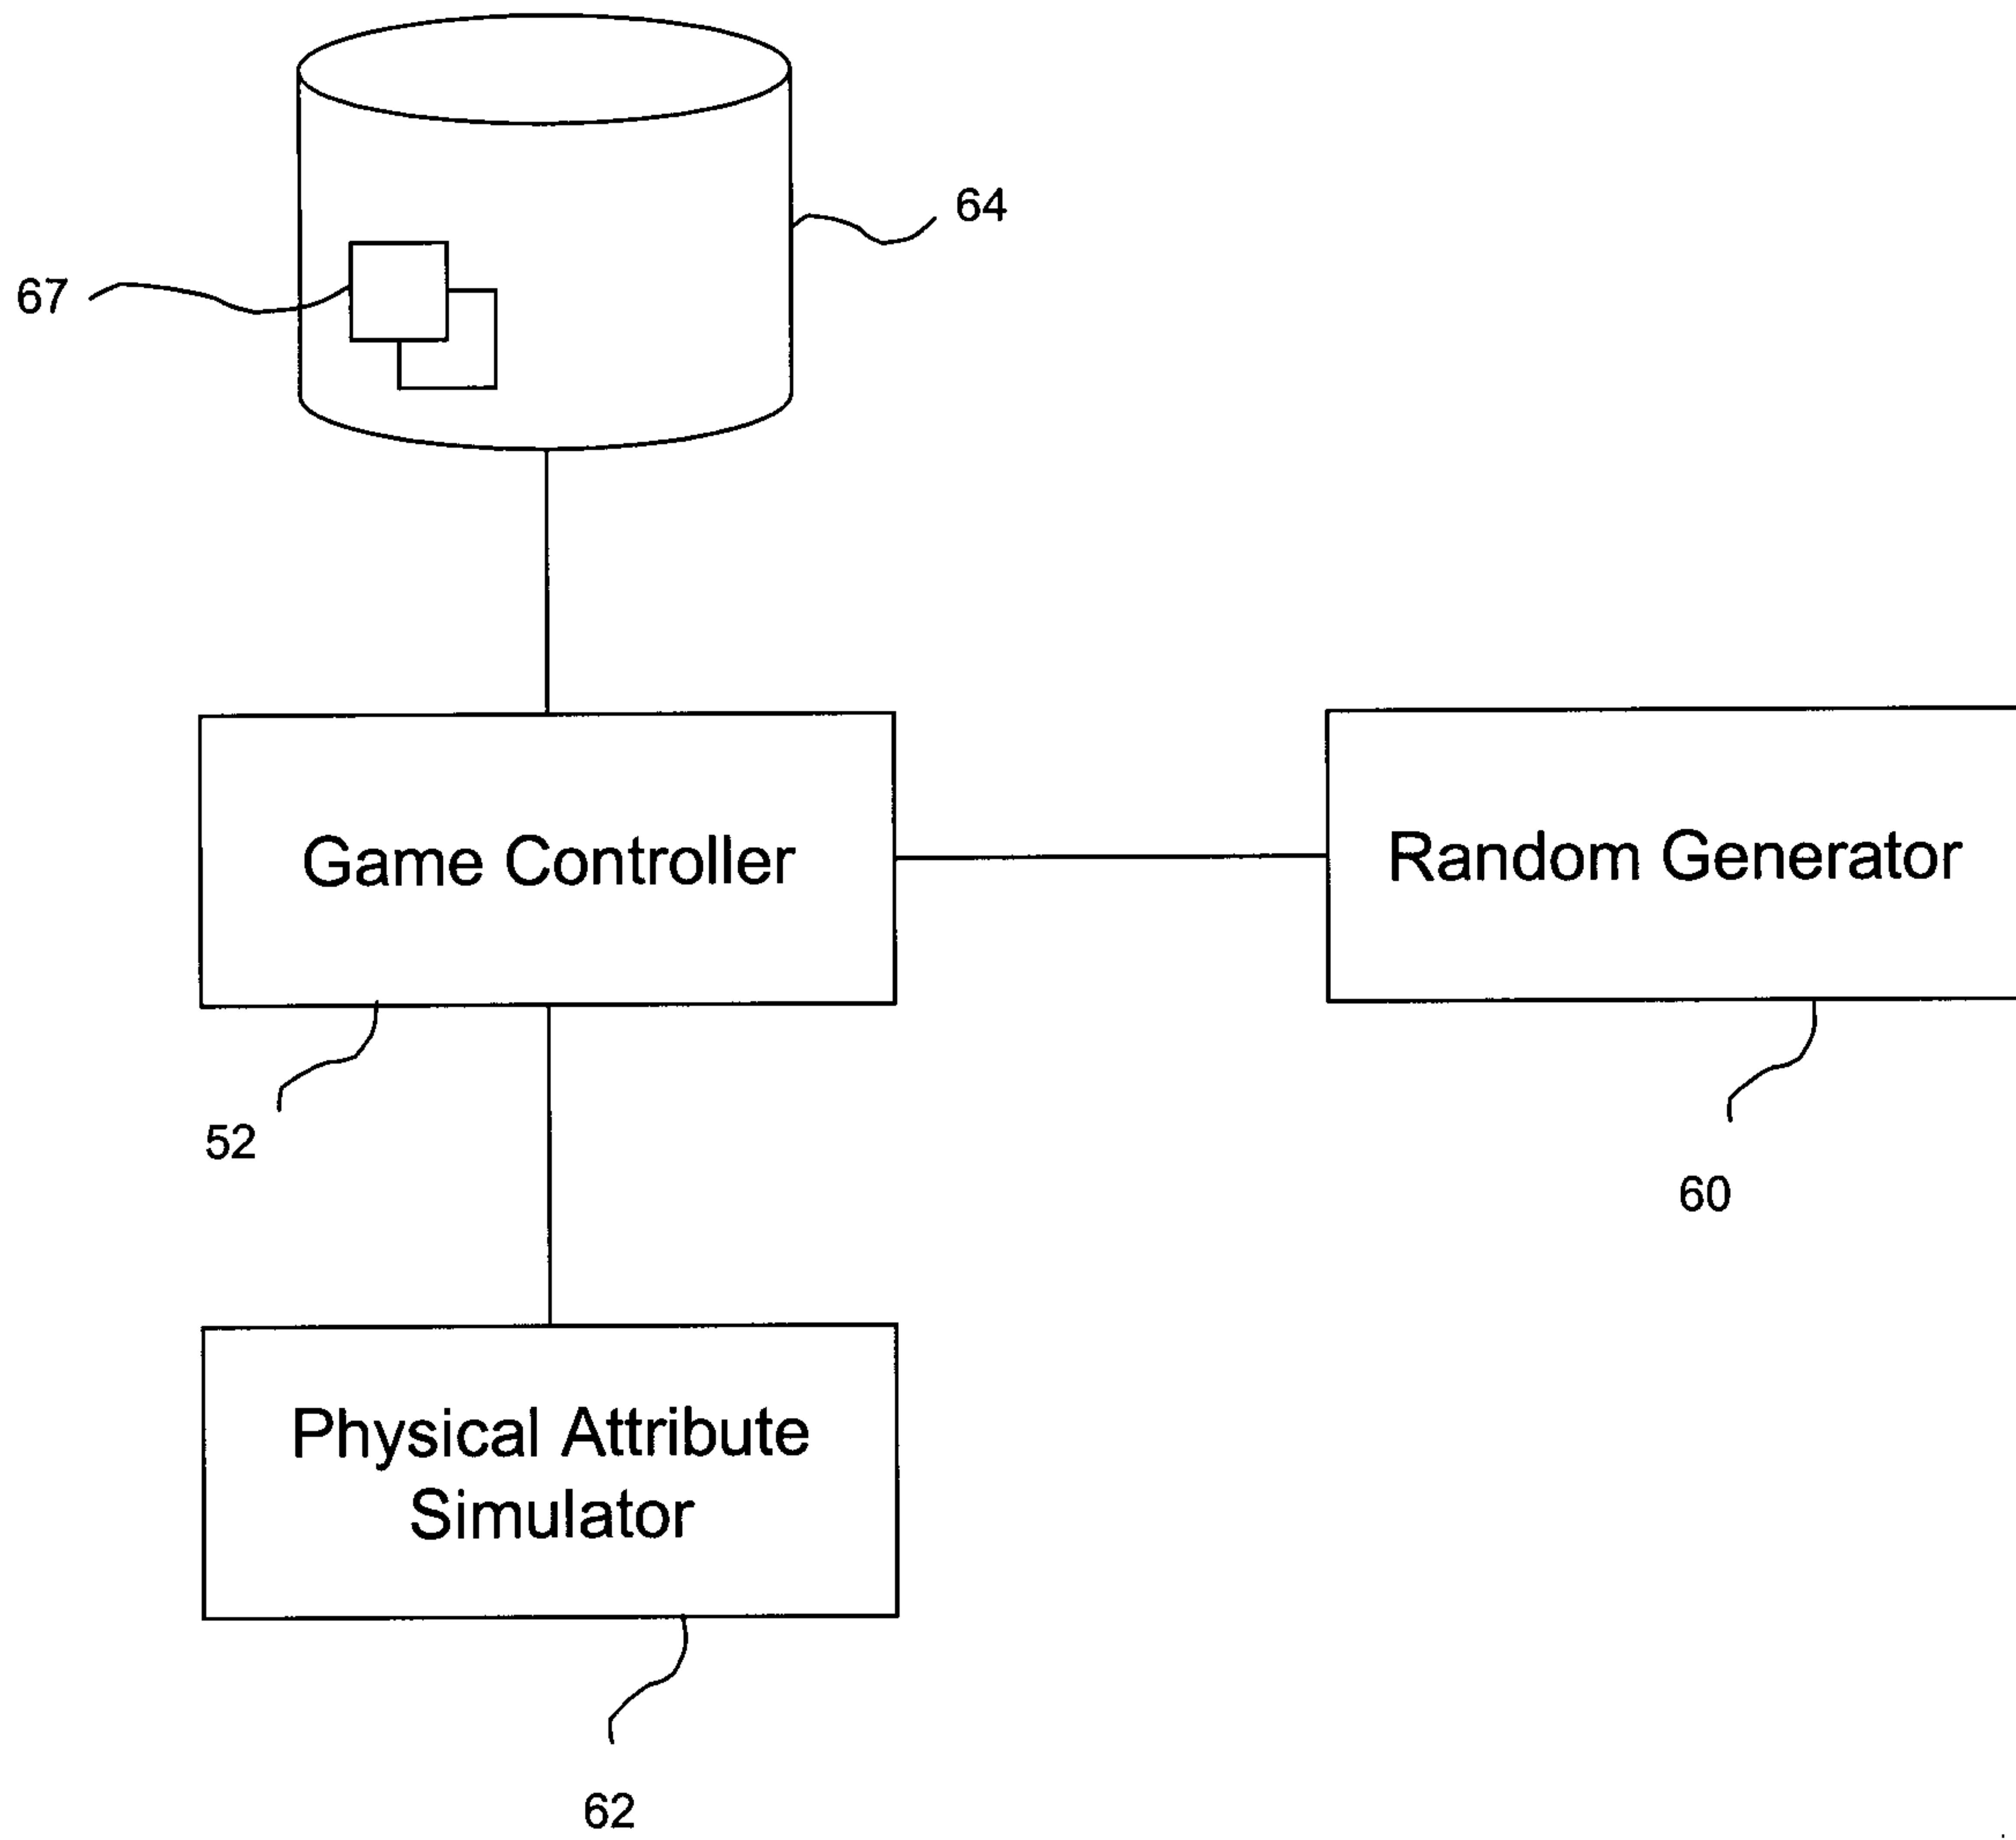 64
67
Game Controller
Random Generator
52
60
Physical Attribute
Simulator
62